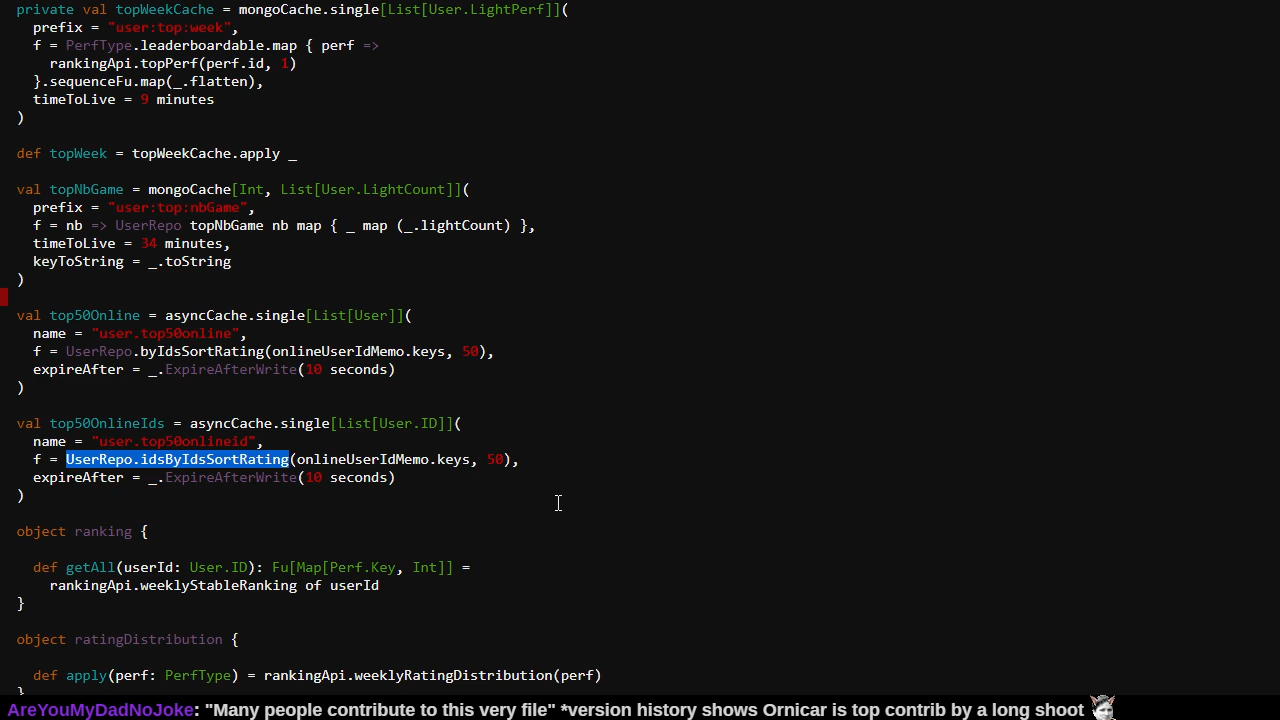 private val topWeekCache = mongoCache.single[List[User.LightPerf]](
  prefix = "user:top:week",
  f = PerfType.leaderboardable.map { perf =>
    rankingApi.topPerf(perf.id, 1)
  }.sequenceFu.map(_.flatten),
  timeToLive = 9 minutes
)
def topWeek = topWeekCache.apply _
val topNbGame = mongoCache[Int, List[User.LightCount]](
  prefix = "user:top:nbGame",
  f = nb => UserRepo topNbGame nb map { _ map (_.lightCount) },
  timeToLive = 34 minutes,
  keyToString = _.toString
)
val top50Online = asyncCache.single[List[User]](
  name = "user.top50online",
  f = UserRepo.byIdsSortRating(onlineUserIdMemo.keys, 50),
  expireAfter = _.ExpireAfterWrite(10 seconds)
)
val top50OnlineIds = asyncCache.single[List[User.ID]](
  name = "user.top50onlineid",
  f = UserRepo.idsByIdsSortRating(onlineUserIdMemo.keys, 50),
  expireAfter = _.ExpireAfterWrite(10 seconds)
)
object ranking {
  def getAll(userId: User.ID): Fu[Map[Perf.Key, Int]] =
    rankingApi.weeklyStableRanking of userId
}
object ratingDistribution {
  def apply(perf: PerfType) = rankingApi.weeklyRatingDistribution(perf)
}
AreYouMyDadNoJoke: "Many people contribute to this very file" *version history shows Ornicar is top contrib by a long shoot